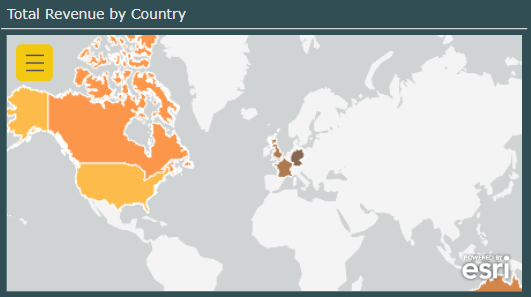 Total Revenue by Country
POWERED BY
esri